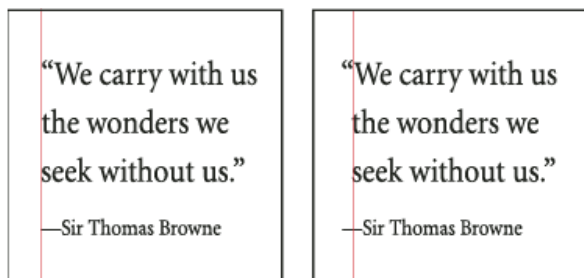 “We carry with us
the wonders we
seek without us.”
—Sir Thomas Browne
“We carry with us
the wonders we
seek without us.”
—Sir Thomas Browne